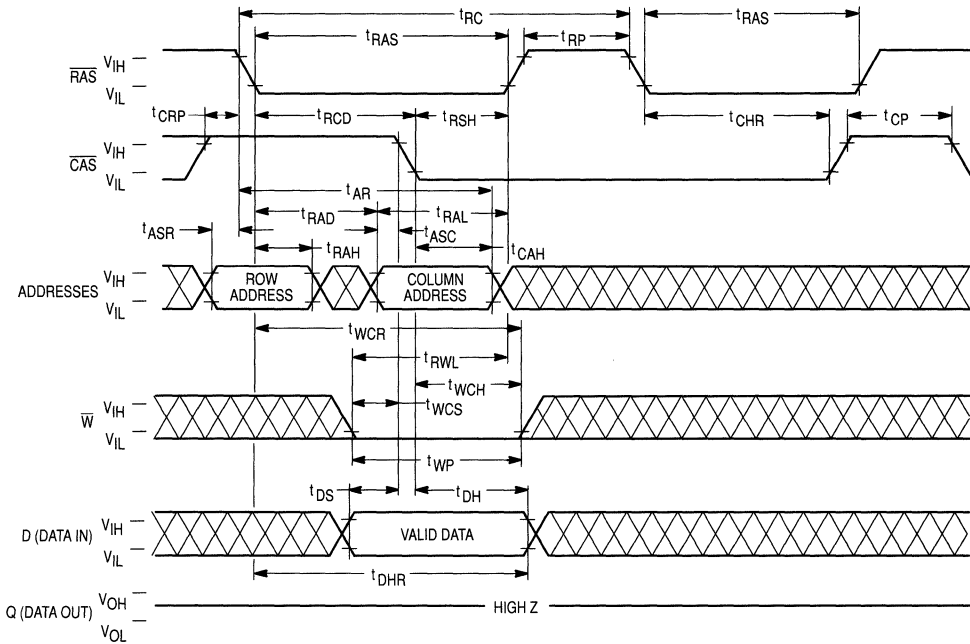 tRC
tRAS
tRAS
tRP
RAS
VIH
VIL
tCRP
tRCD
tRSH
tCHR
tCP
CAS
VIH
VIL
tAR
tRAD
tRAL
tASR
tRAH
tASC
tCAH
ADDRESSES
VIH
VIL
ROW
ADDRESS
COLUMN
ADDRESS
tWCR
tRWL
tWCH
W
VIH
VIL
tWCS
tWP
tDS
tDH
D (DATA IN)
VIH
VIL
VALID DATA
tDHR
Q (DATA OUT)
VOH
VOL
HIGH Z